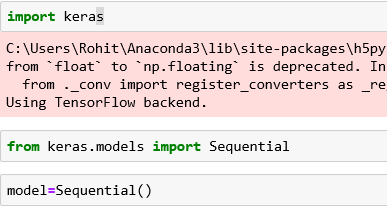 import keras
C:\Users\Rohit\Anaconda3\lib\site-packages\h5py
from `float` to `np.floating` is deprecated. In
from ._conv import register_converters as _re
Using TensorFlow backend.
from keras.models import Sequential
model=Sequential()